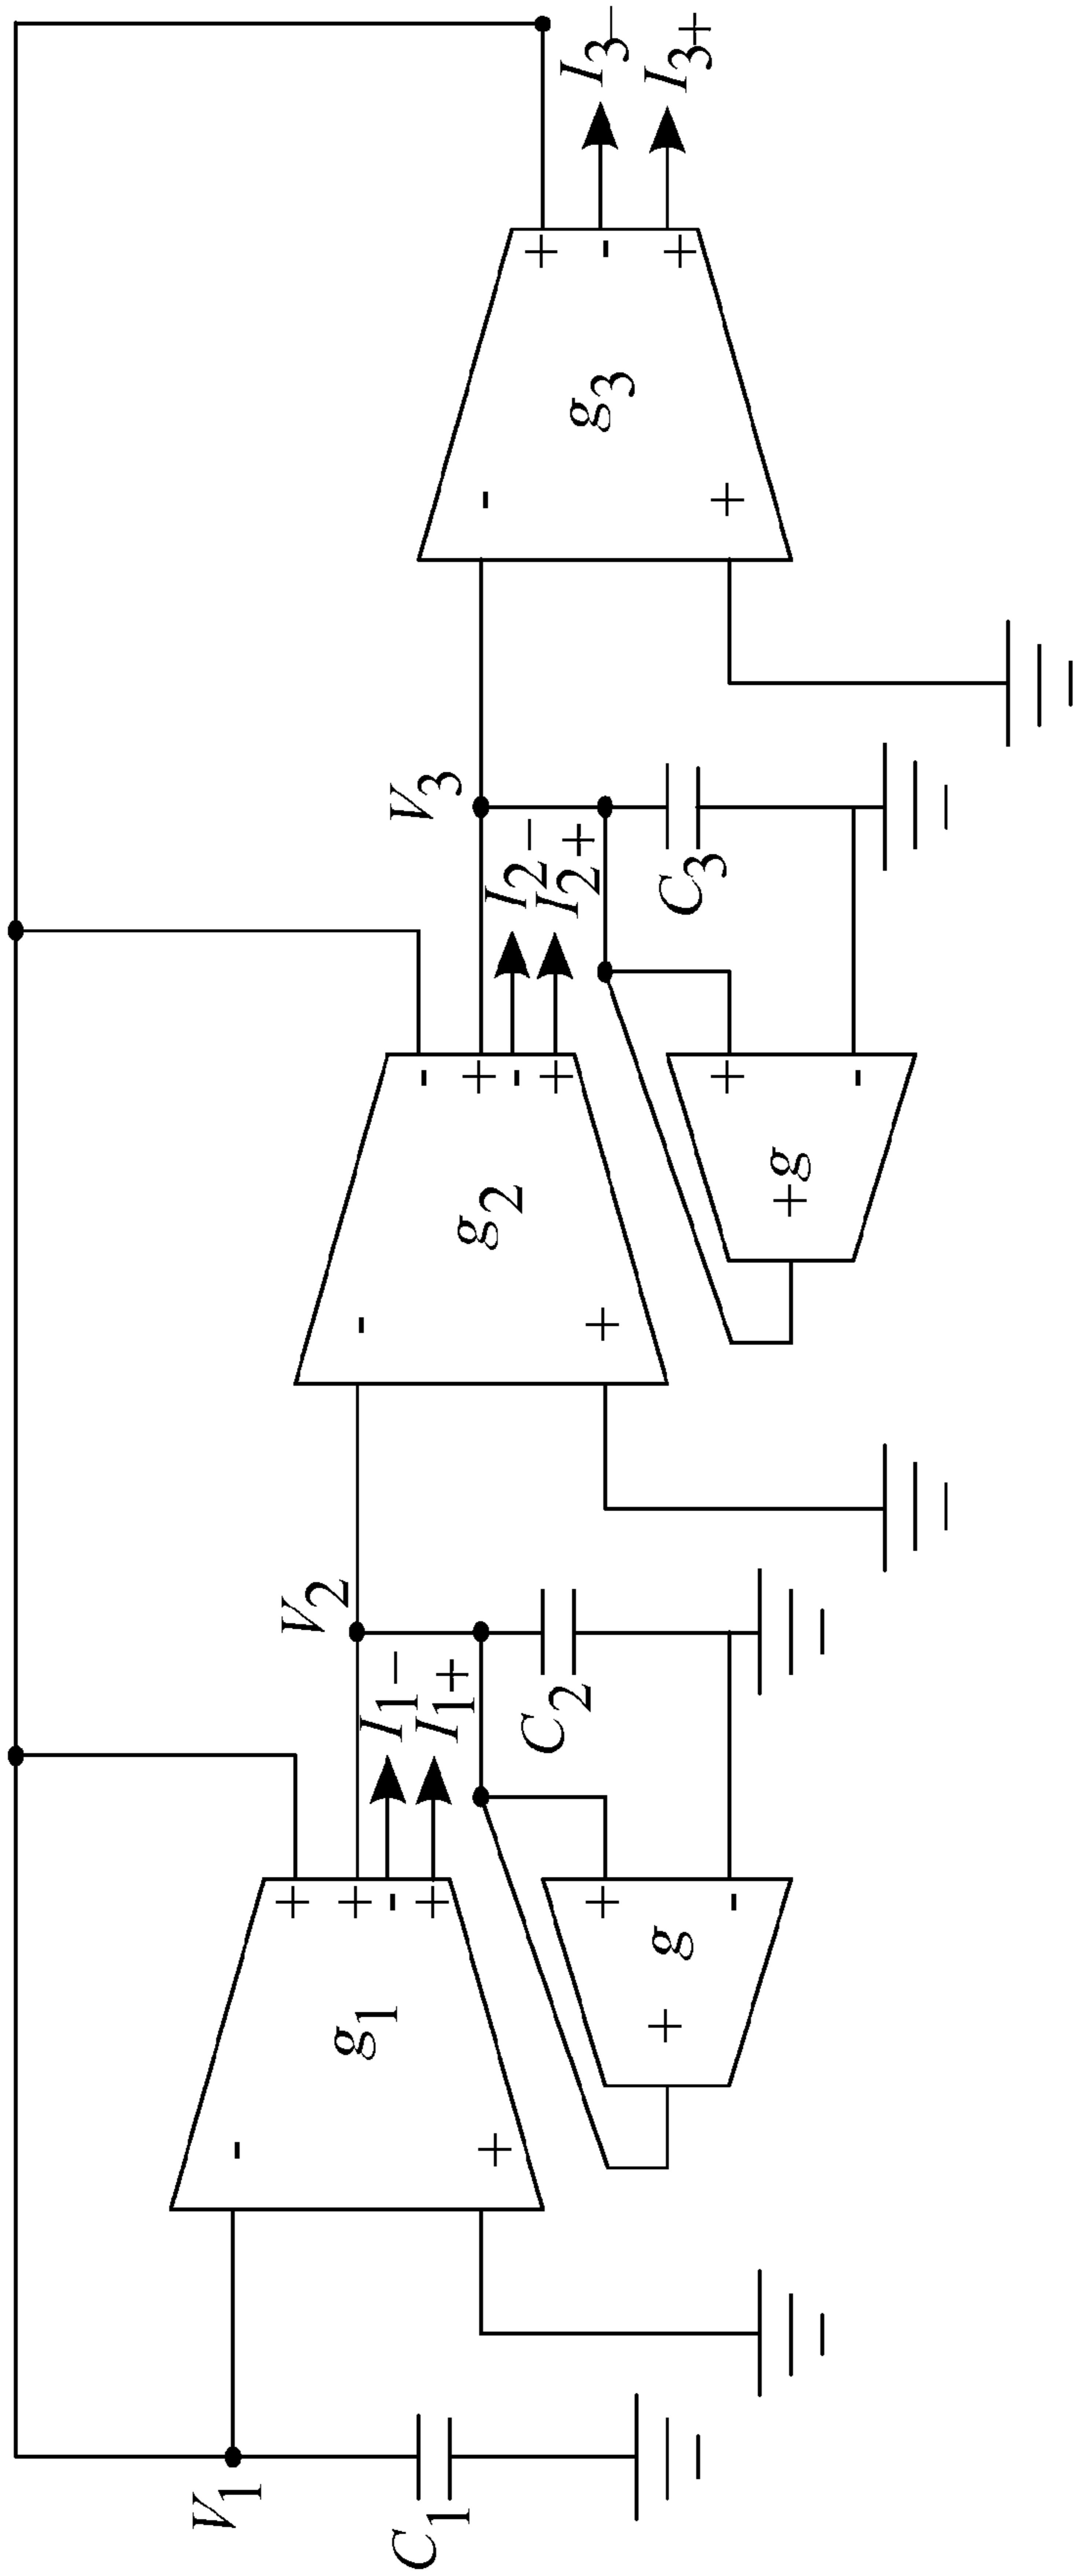 V1
C1
- g1 + + - +
+
I1−
I1+
V2
C2
+ g + -
- g2 - + - +
+
I2−
I2+
V3
C3
+g + -
- g3 + - +
+
I3−
I3+